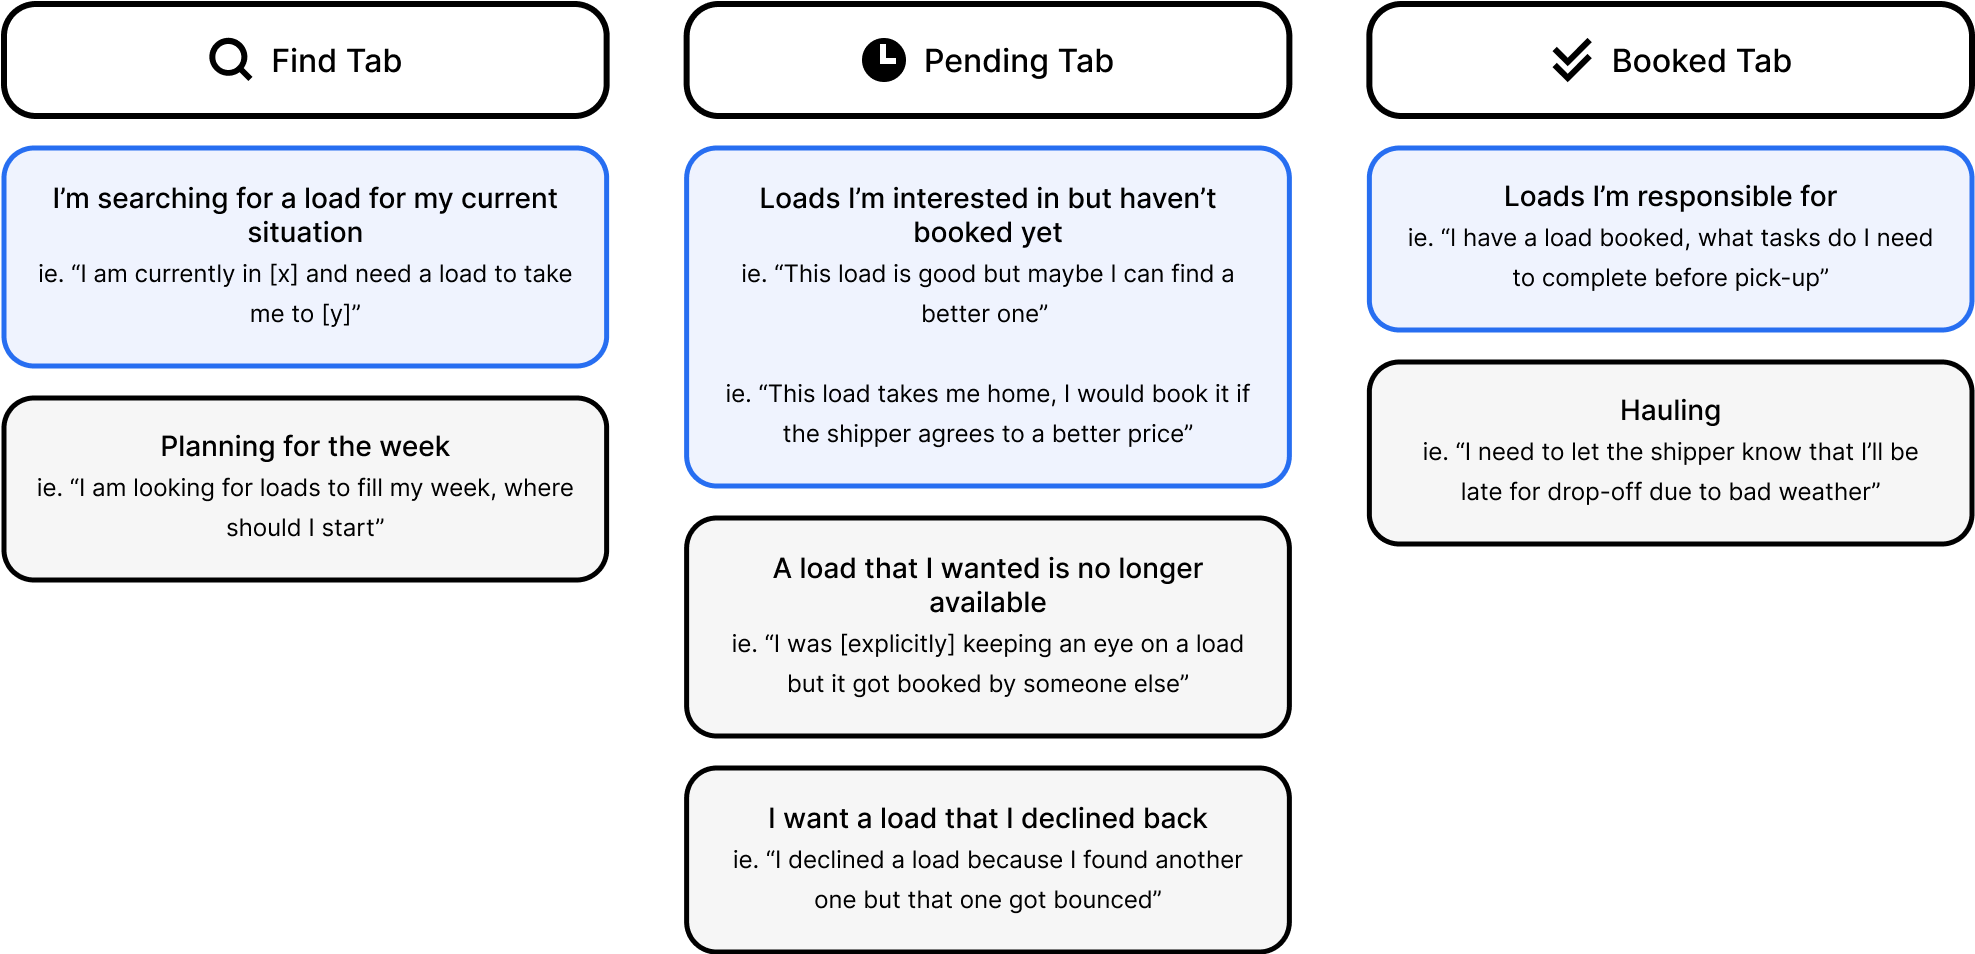 Find Tab
I’m searching for a load for my current
situation
ie. “I am currently in [x] and need a load to take
me to [y]”
Planning for the week
ie. “I am looking for loads to fill my week, where
should I start”
Pending Tab
Loads I’m interested in but haven’t
booked yet
ie. “This load is good but maybe I can find a
better one”
ie. “This load takes me home, I would book it if
the shipper agrees to a better price”
A load that I wanted is no longer
available
ie. “I was [explicitly] keeping an eye on a load
but it got booked by someone else”
I want a load that I declined back
ie. “I declined a load because I found another
one but that one got bounced”
Booked Tab
Loads I’m responsible for
ie. “I have a load booked, what tasks do I need
to complete before pick-up”
Hauling
ie. “I need to let the shipper know that I’ll be
late for drop-off due to bad weather”